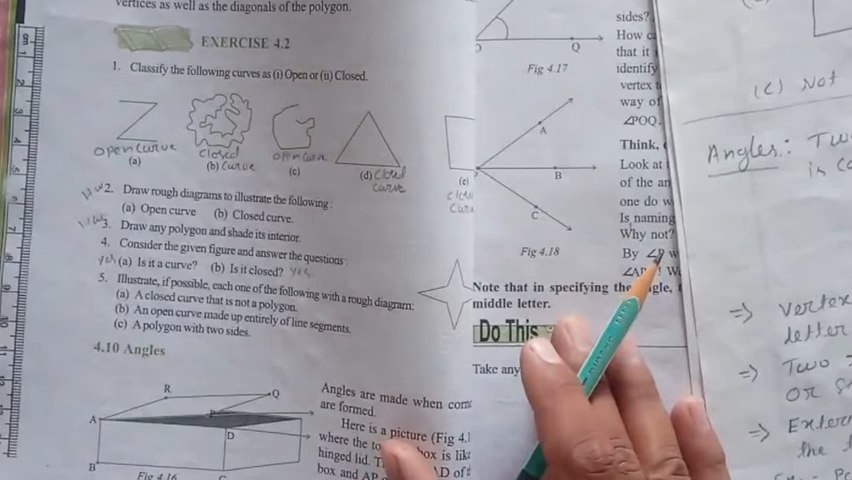 vertices as well as the diagonals of the polygon.
EXERCISE 4.2
1. Classify the following curves as (i) Open or (ii) Closed.
open curve
(a)
closed
(b) curve
open
(c)
(d) closed
curve
(e)
2. Draw rough diagrams to illustrate the following :
(a) Open curve (b) Closed curve.
3. Draw any polygon and shade its interior.
4. Consider the given figure and answer the questions :
yes (a) Is it a curve? (b) Is it closed? yes
5. Illustrate, if possible, each one of the following with a rough diagram:
(a) A closed curve that is not a polygon.
(b) An open curve made up entirely of line segments.
(c) A polygon with two sides.
4.10 Angles
R
Q
A
P
D
B
C
Fig 4.16
Angles are made when
are formed.
Here is a picture (Fig 4.1
where the box is like
hinged lid.
box and AP AD of
Q
Fig 4.17
A
P
B
C
Fig 4.18
sides?
How
that it
identify
vertex
way of
∠POQ.
Think,
Look at
of the
one do
Is naming
Why not?
By ∠P
Note that in specifying the angle,
middle letter.
Do This
Take any
(c) Not
Angles :
is
⇒ Vertex
letter
⇒ Two
OR
⇒
the